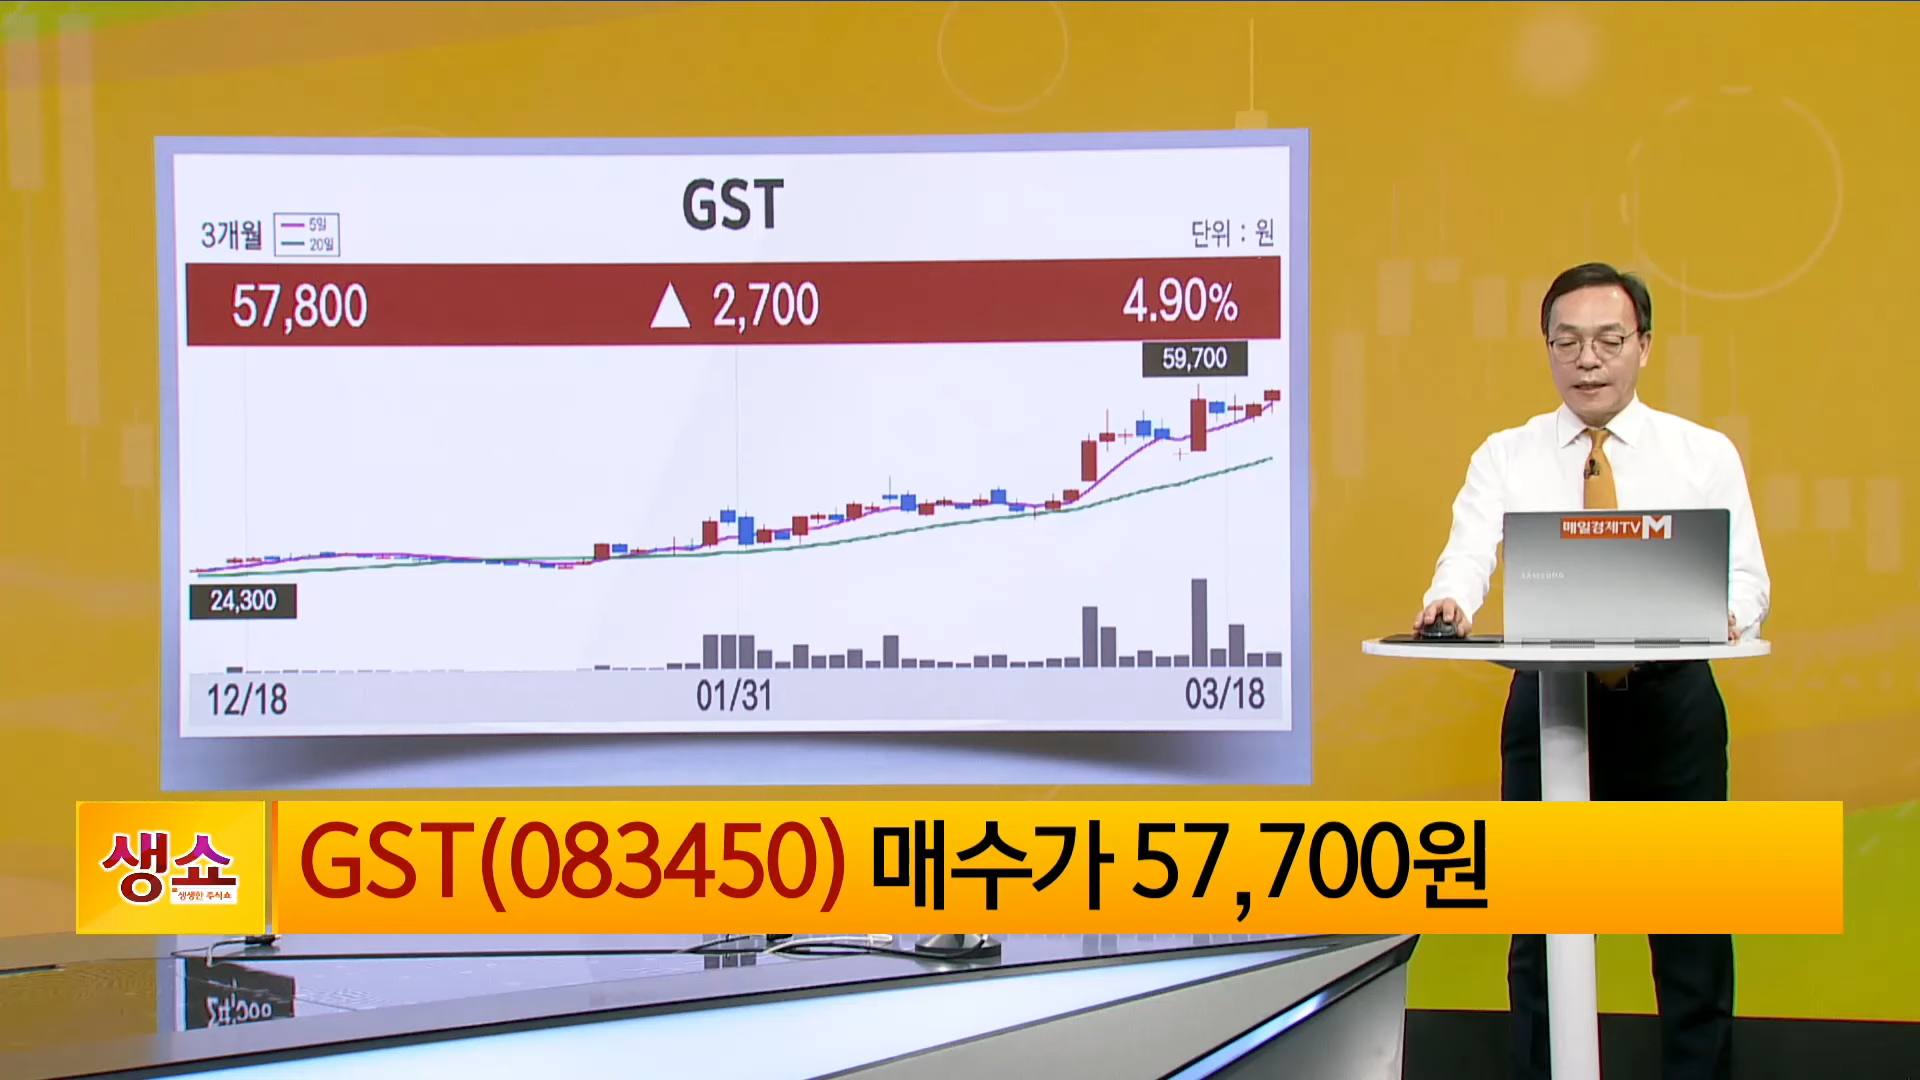 GST
3개월
5일
20일
단위 : 원
57,800 ▲ 2,700 4.90%
59,700
24,300
12/18 01/31 03/18
매일경제TV M
SAMSUNG
생쇼
생생한 주식쇼
GST(083450) 매수가 57,700원